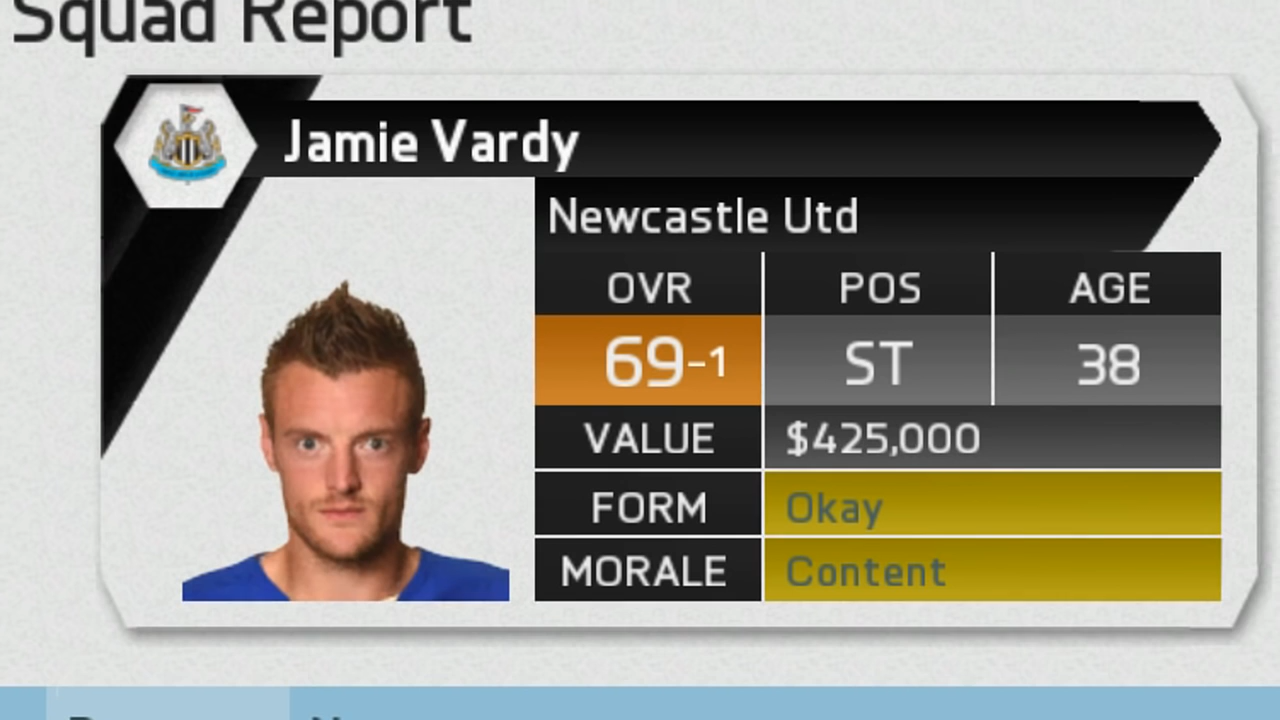 Squad Report
Jamie Vardy
Newcastle Utd
OVR POS AGE
69-1 ST 38
VALUE $425,000
FORM Okay
MORALE Content